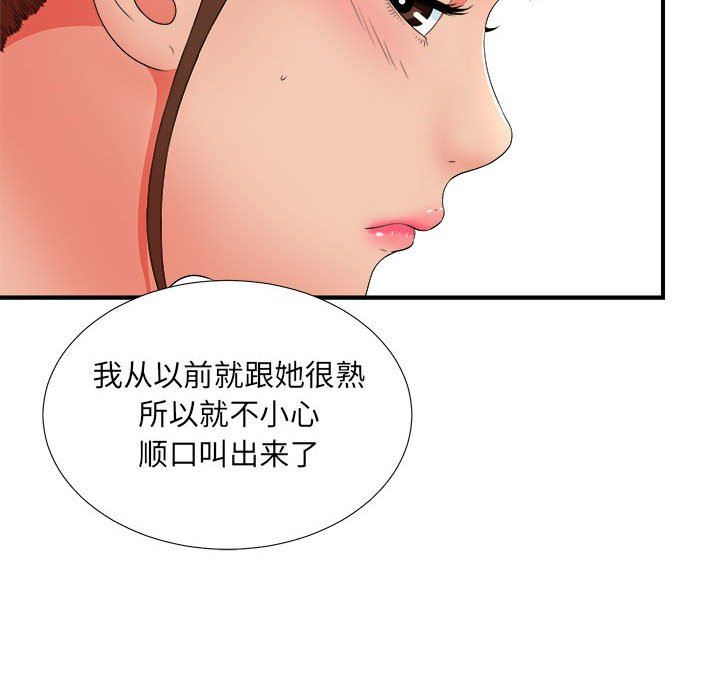 我从以前就跟她很熟
所以就不小心
顺口叫出来了